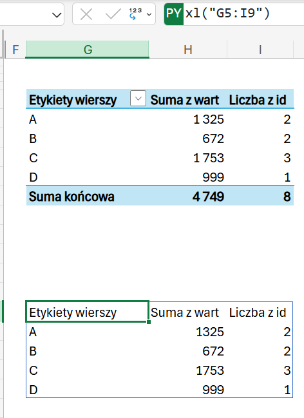 123 PY xl("G5:I9")
F G H I
Etykiety wierszy Suma z wart Liczba z id
A 1 325 2
B 672 2
C 1 753 3
D 999 1
Suma końcowa 4 749 8
Etykiety wierszy Suma z wart Liczba z id
A 1325 2
B 672 2
C 1753 3
D 999 1